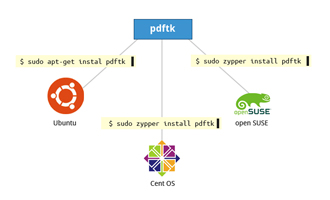 pdftk
$ sudo apt-get instal pdftk
$ sudo zypper install pdftk
Ubuntu
openSUSE
open SUSE
$ sudo zypper install pdftk
Cent OS